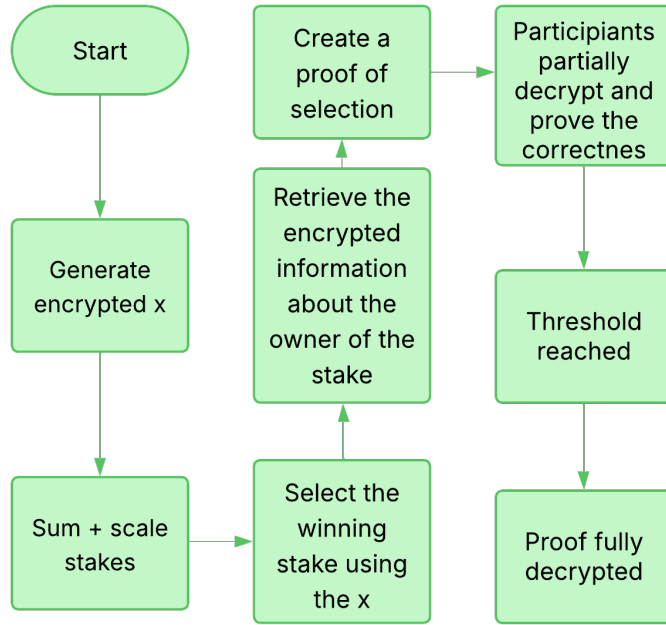 Start
Generate
encrypted x
Sum + scale
stakes
Select the
winning
stake using
the x
Retrieve the
encrypted
information
about the
owner of the
stake
Create a
proof of
selection
Participiants
partially
decrypt and
prove the
correctnes
Threshold
reached
Proof fully
decrypted